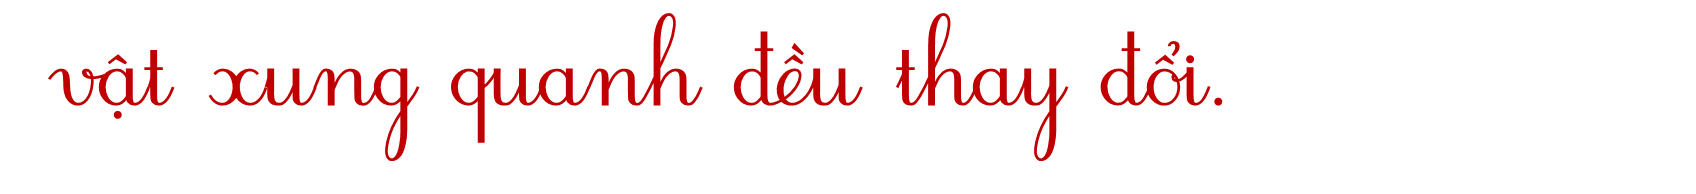 vật xung quanh đều thay đổi.